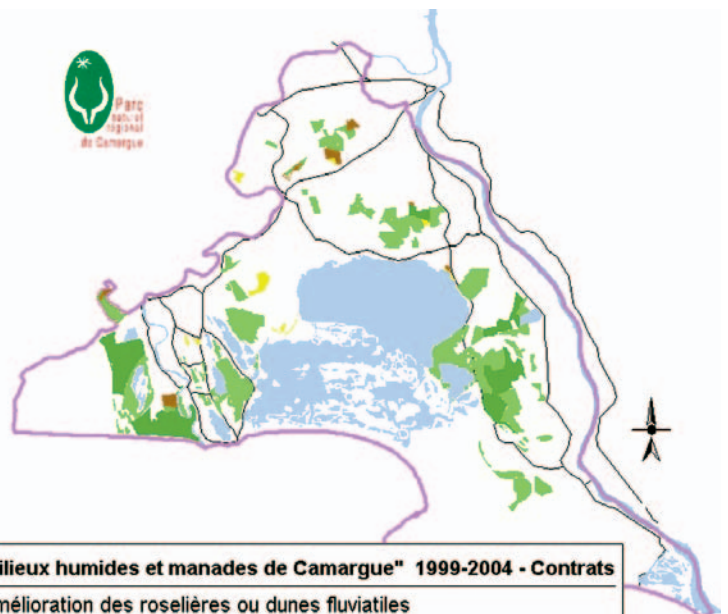 Parc
naturel
régional
de Camargue
ilieux humides et manades de Camargue" 1999-2004 - Contrats
mélioration des roselières ou dunes fluviatiles